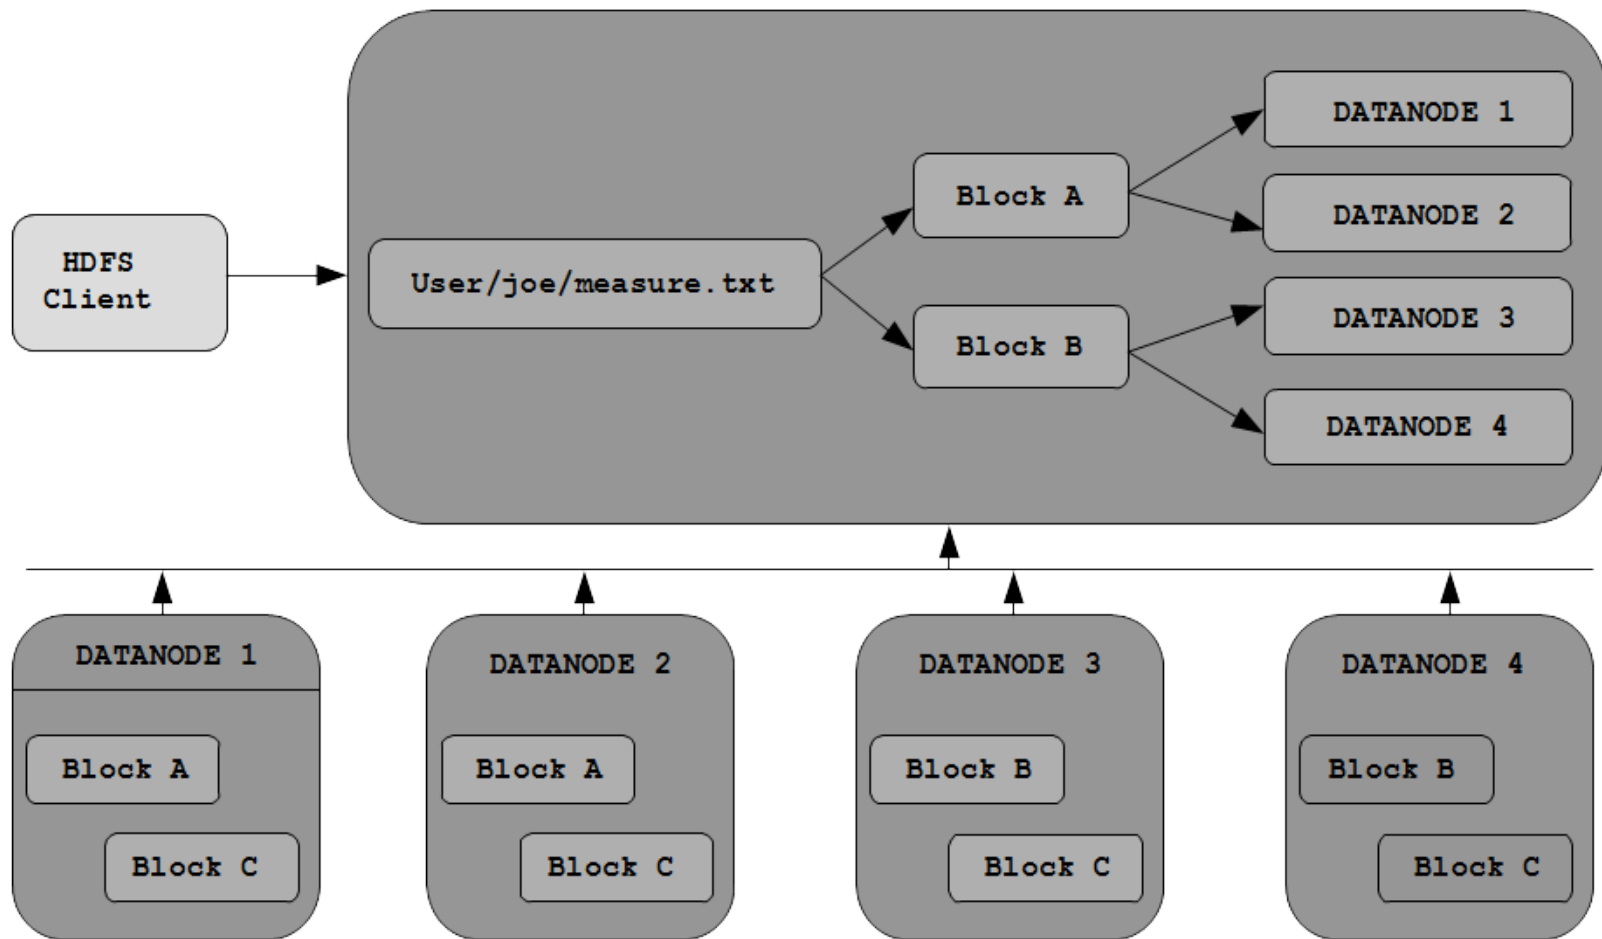 HDFS
Client
User/joe/measure.txt
Block A
Block B
DATANODE 1
DATANODE 2
DATANODE 3
DATANODE 4
DATANODE 1
Block A
Block C
DATANODE 2
Block A
Block C
DATANODE 3
Block B
Block C
DATANODE 4
Block B
Block C